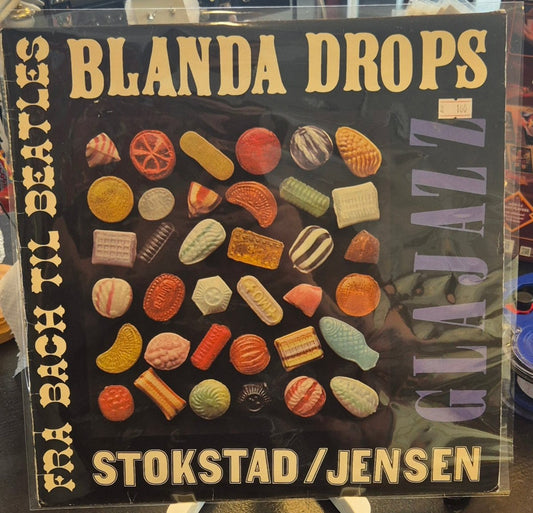 BLANDA DROPS
FRA BACH TIL BEATLES
GLAJAZZ
STOKSTAD/JENSEN